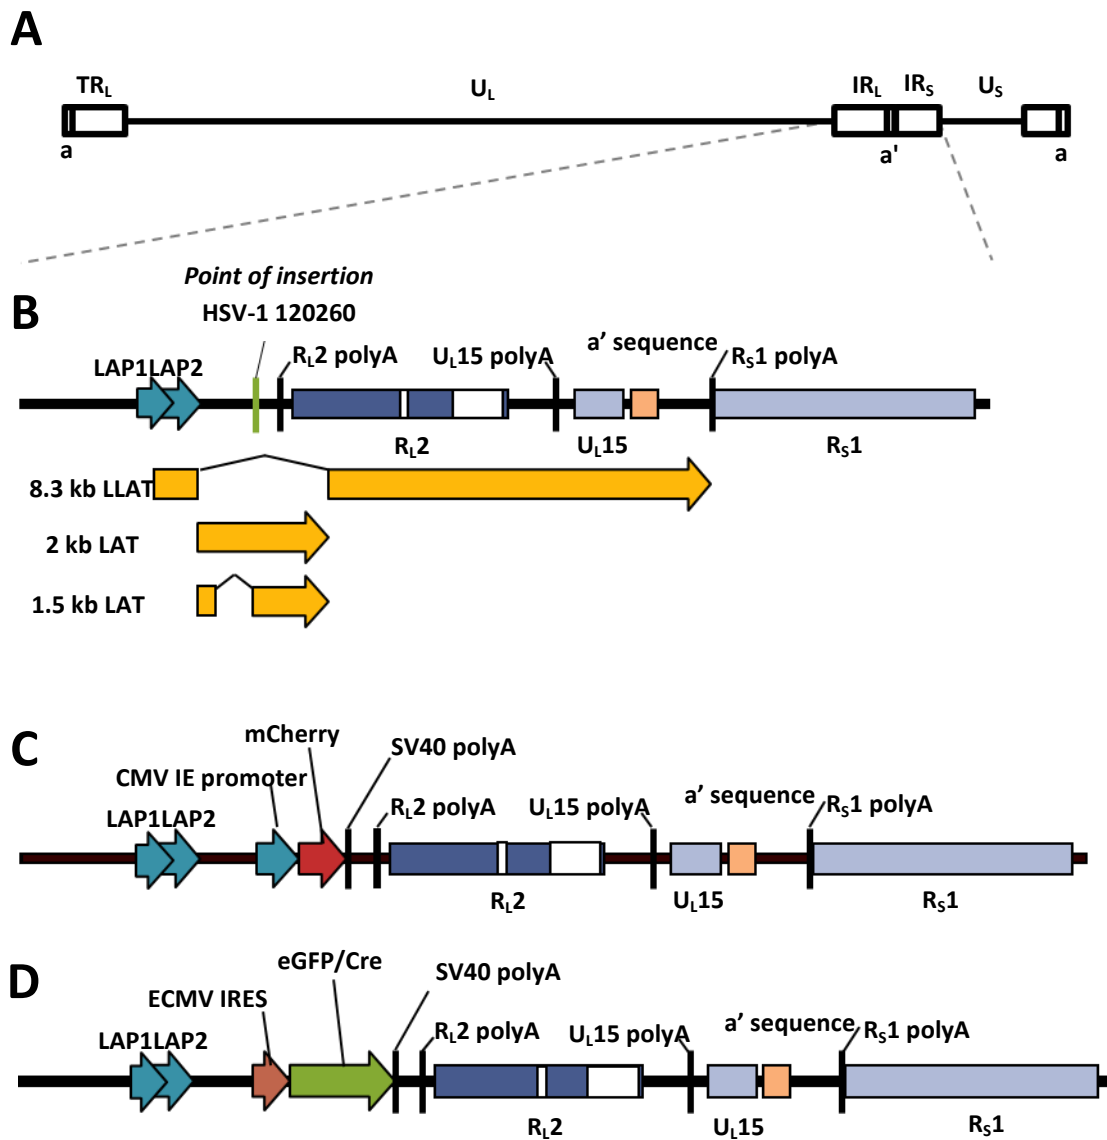 A
TRL
UL
IRL
IRS
US
a
a'
a
Point of insertion
HSV-1 120260
B
LAP1LAP2
RL2 polyA
UL15 polyA
a’ sequence
RS1 polyA
RL2
UL15
RS1
8.3 kb LLAT
2 kb LAT
1.5 kb LAT
C
mCherry
SV40 polyA
CMV IE promoter
LAP1LAP2
RL2 polyA
UL15 polyA
a’ sequence
RS1 polyA
RL2
UL15
RS1
D
eGFP/Cre
SV40 polyA
ECMV IRES
LAP1LAP2
RL2 polyA
UL15 polyA
a’ sequence
RS1 polyA
RL2
UL15
RS1